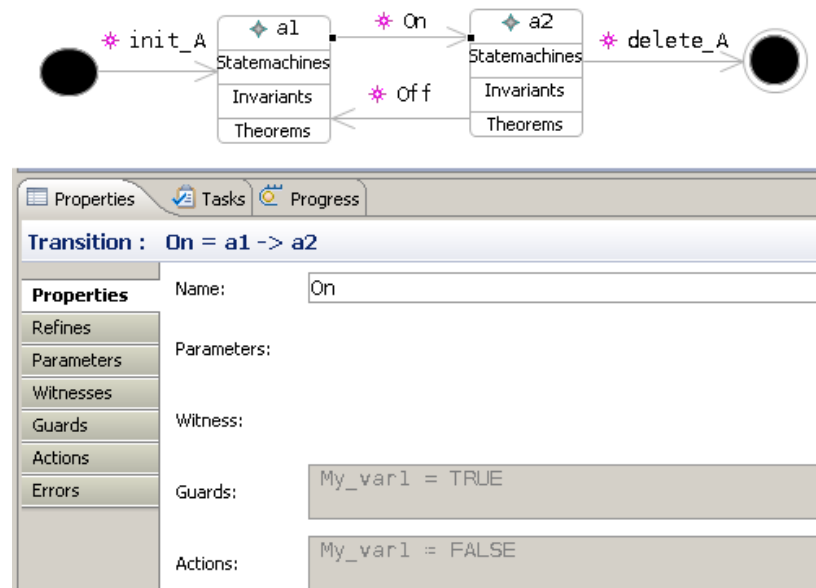 init_A
a1
On
a2
delete_A
Statemachines
Statemachines
Invariants
Off
Invariants
Theorems
Theorems
Properties
Tasks
Progress
Transition : On = a1 -> a2
Properties
Name:
On
Refines
Parameters
Parameters:
Witnesses
Guards
Witness:
Actions
Errors
Guards:
My_var1 = TRUE
Actions:
My_var1 ≔ FALSE